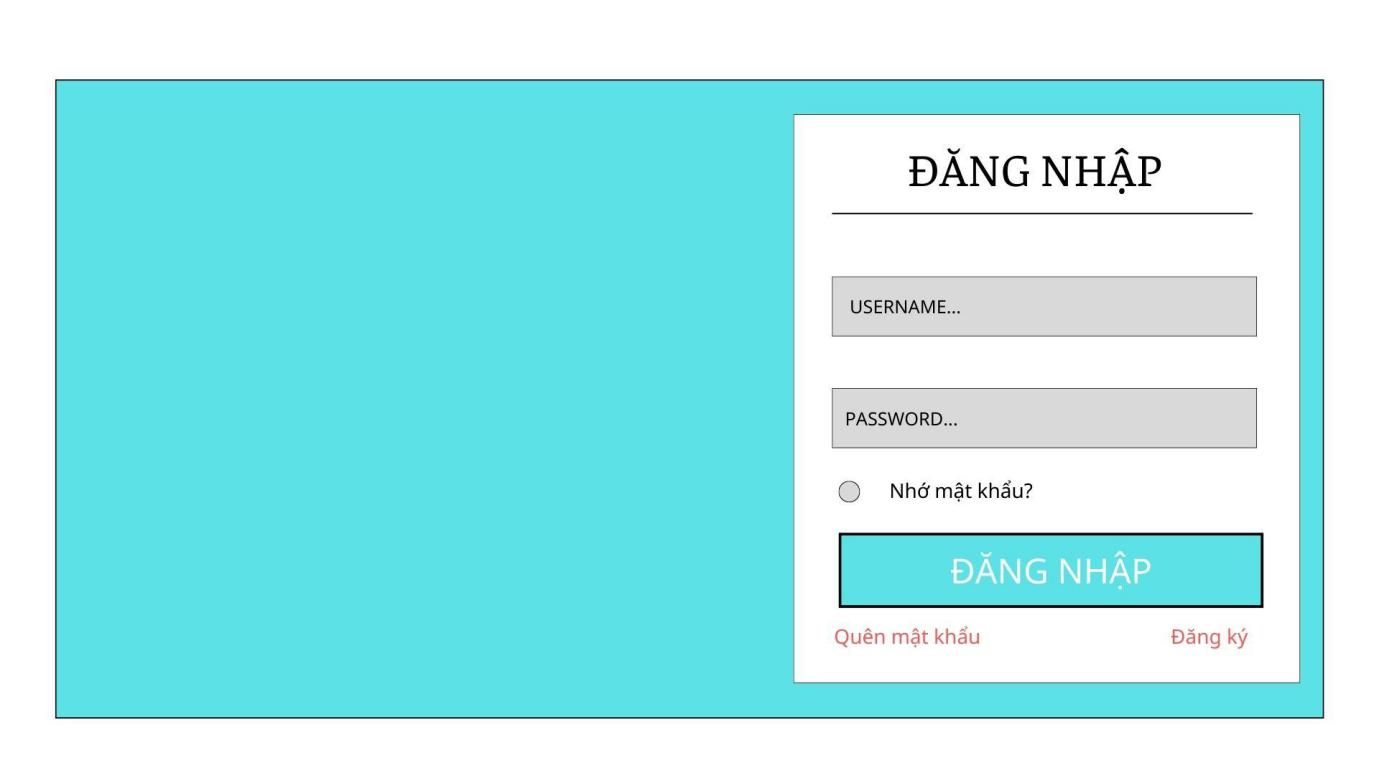 ĐĂNG NHẬP
USERNAME...
PASSWORD...
Nhớ mật khẩu?
ĐĂNG NHẬP
Quên mật khẩu
Đăng ký